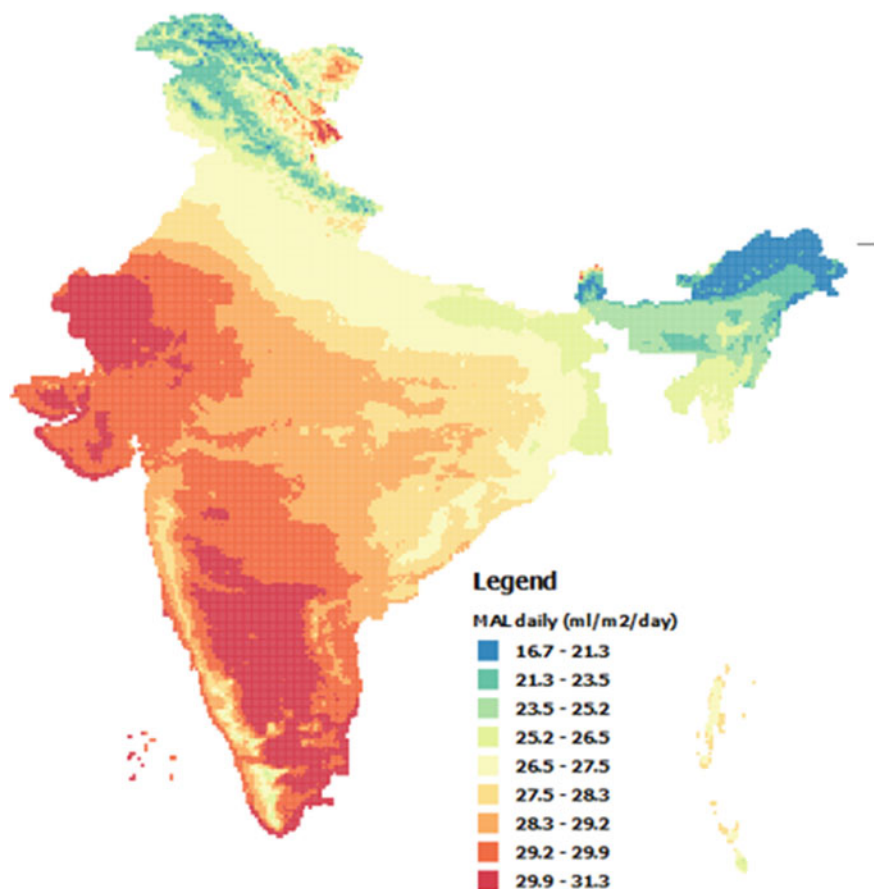 Legend
MAL daily (ml/m2/day)
16.7 - 21.3
21.3 - 23.5
23.5 - 25.2
25.2 - 26.5
26.5 - 27.5
27.5 - 28.3
28.3 - 29.2
29.2 - 29.9
29.9 - 31.3